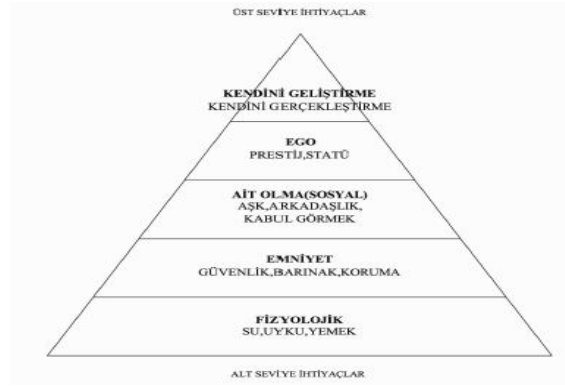 ÜST SEVİYE İHTİYAÇLAR
KENDİNİ GELİŞTİRME
KENDİNİ GERÇEKLEŞTİRME
EGO
PRESTİJ,STATÜ
AİT OLMA(SOSYAL)
AŞK,ARKADAŞLIK,
KABUL GÖRMEK
EMNİYET
GÜVENLİK,BARINAK,KORUMA
FİZYOLOJİK
SU,UYKU,YEMEK
ALT SEVİYE İHTİYAÇLAR